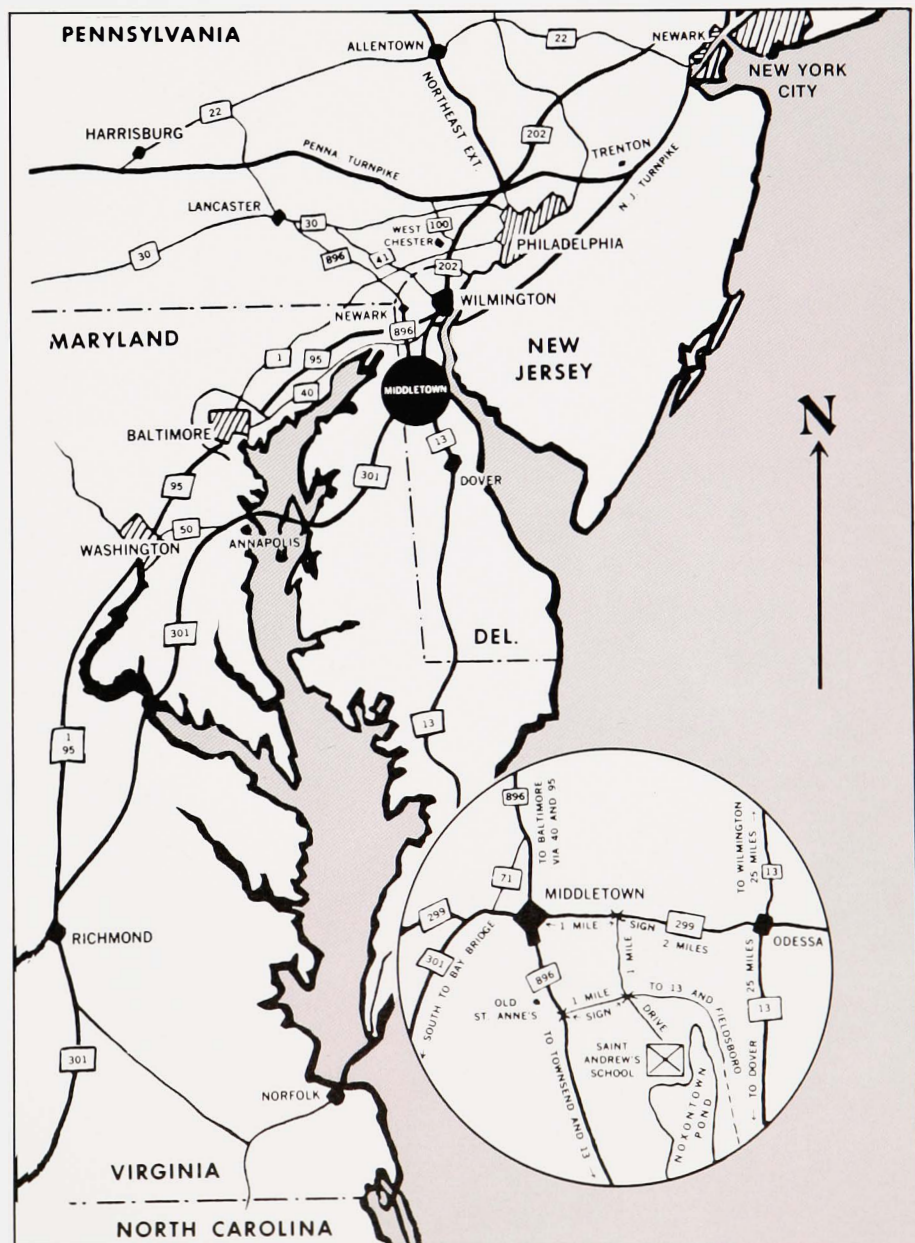 PENNSYLVANIA
ALLENTOWN
22
NEWARK
NEW YORK
CITY
22
HARRISBURG
NORTHEAST EXT.
202
TRENTON
PENNA TURNPIKE
N. J. TURNPIKE
LANCASTER
30
WEST
CHESTER
100
PHILADELPHIA
30
896
41
202
WILMINGTON
NEWARK
896
MARYLAND
NEW
JERSEY
1
95
40
MIDDLETOWN
N
BALTIMORE
13
301
DOVER
95
50
WASHINGTON
ANNAPOLIS
301
DEL.
13
1
95
RICHMOND
301
NORFOLK
VIRGINIA
NORTH CAROLINA
896
TO BALTIMORE
VIA 40 AND 95
TO WILMINGTON →
25 MILES
13
71
MIDDLETOWN
299
← 1 MILE →
SIGN
299
2 MILES
ODESSA
301
← SOUTH TO BAY BRIDGE
896
1 MILE
25 MILES
OLD
ST. ANNE'S
← 1 MILE →
SIGN
TO 13 AND FIELDSBORO
DRIVE
13
SAINT
ANDREW'S
SCHOOL
← TO DOVER
TO TOWNSEND AND 13 →
NOXONTOWN
POND